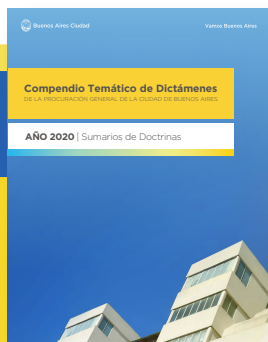 Buenos Aires Ciudad
Vamos Buenos Aires
Compendio Temático de Dictámenes
DE LA PROCURACIÓN GENERAL DE LA CIUDAD DE BUENOS AIRES
AÑO 2020 | Sumarios de Doctrinas